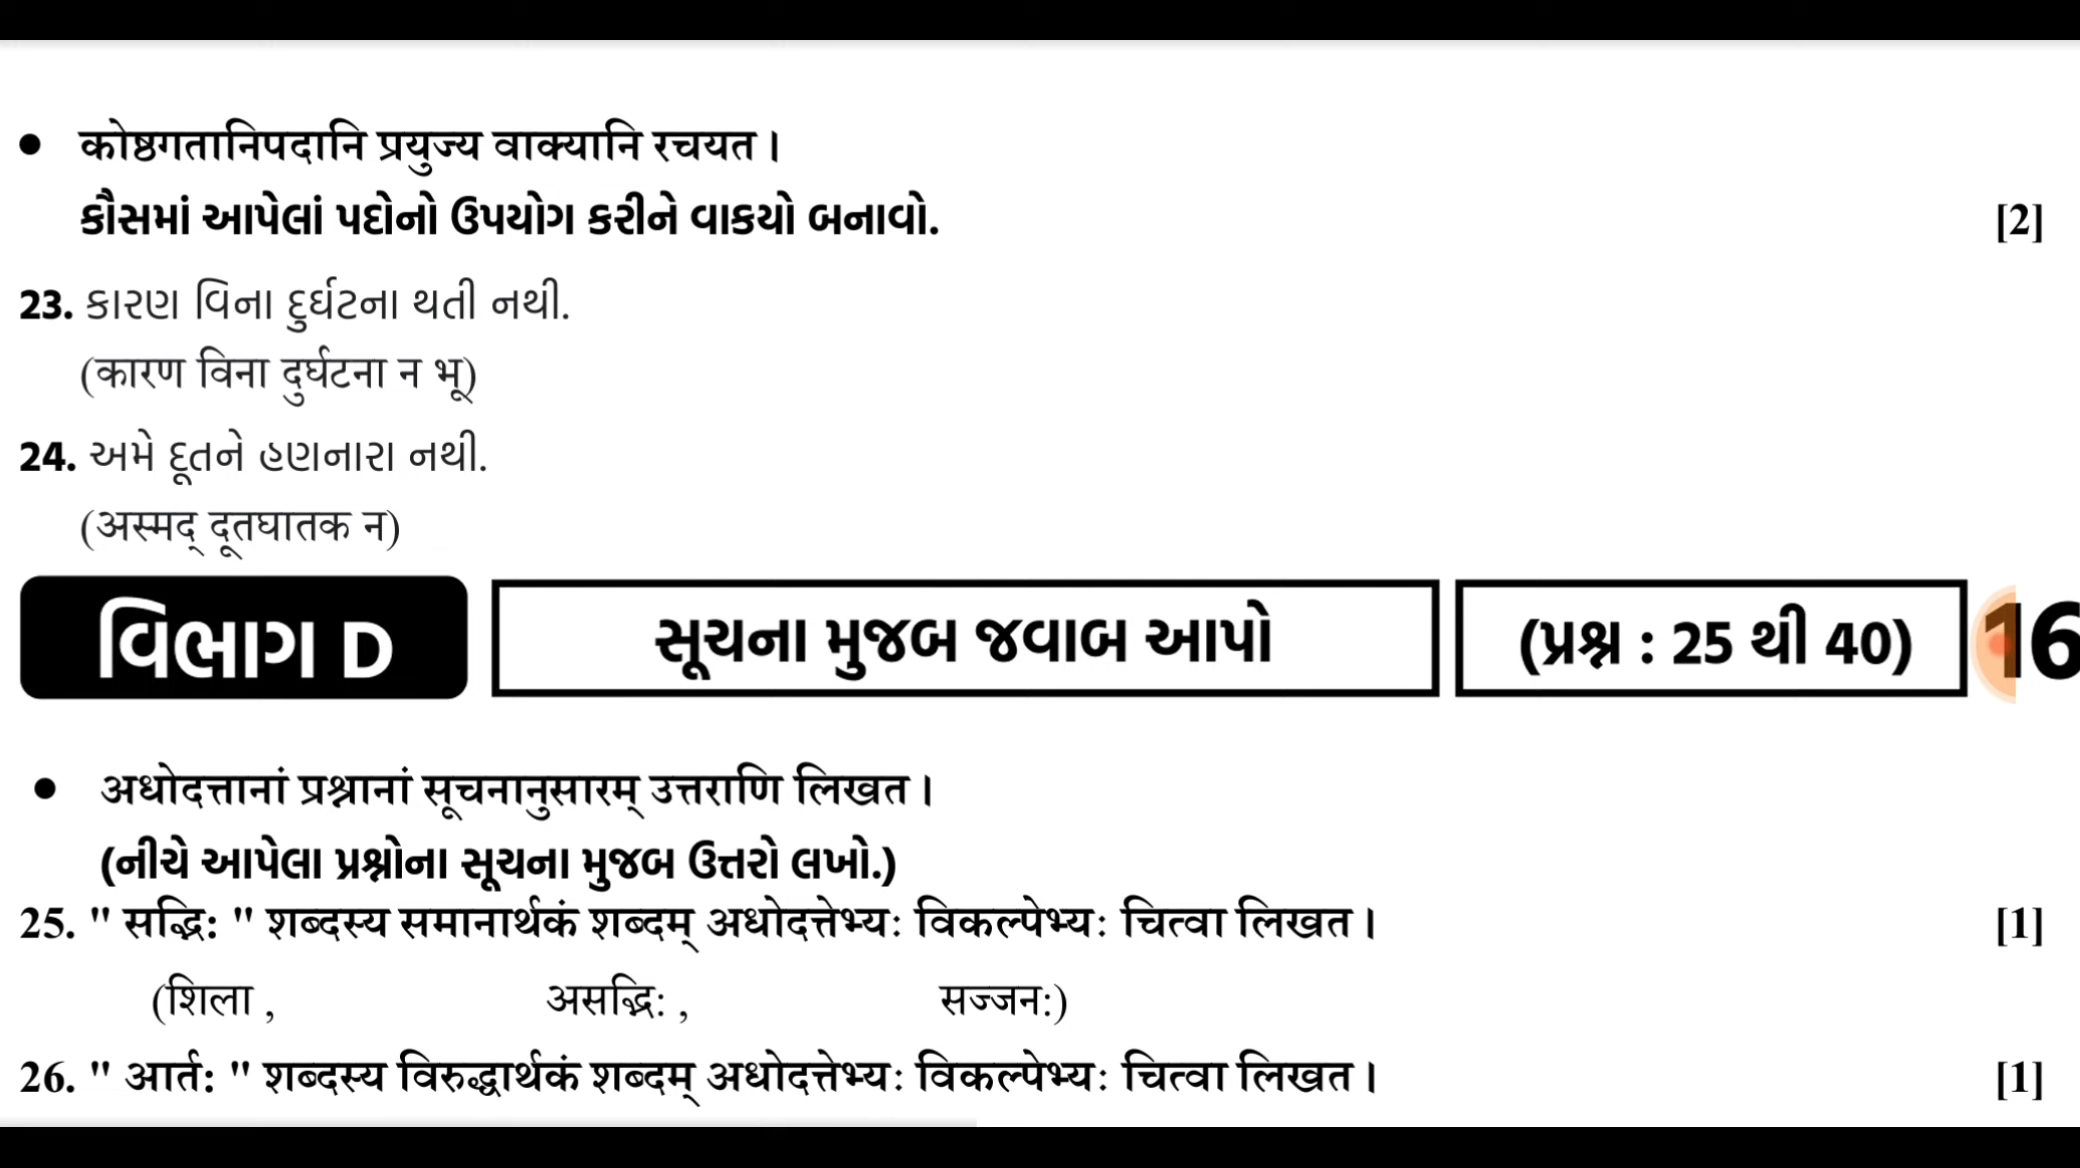 • कोष्ठगतानिपदानि प्रयुज्य वाक्यानि रचयत ।
કૌસમાં આપેલાં પદોનો ઉપયોગ કરીને વાકયો બનાવો. [2]
23. કારણ વિના દુર્ઘટના થતી નથી.
(कारण विना दुर्घटना न भू)
24. અમે દૂતને હણનારા નથી.
(अस्मद् दूतघातक न)
વિભાગ D સૂચના મુજબ જવાબ આપો (પ્રશ્ન : 25 થી 40) 16
• अधोदत्तानां प्रश्नानां सूचनानुसारम् उत्तराणि लिखत ।
(નીચે આપેલા પ્રશ્નોના સૂચના મુજબ ઉત્તરો લખો.)
25. " सद्भि: " शब्दस्य समानार्थकं शब्दम् अधोदत्तेभ्यः विकल्पेभ्यः चित्वा लिखत । [1]
(शिला , असद्भि: , सज्जन:)
26. " आर्त: " शब्दस्य विरुद्धार्थकं शब्दम् अधोदत्तेभ्यः विकल्पेभ्यः चित्वा लिखत । [1]